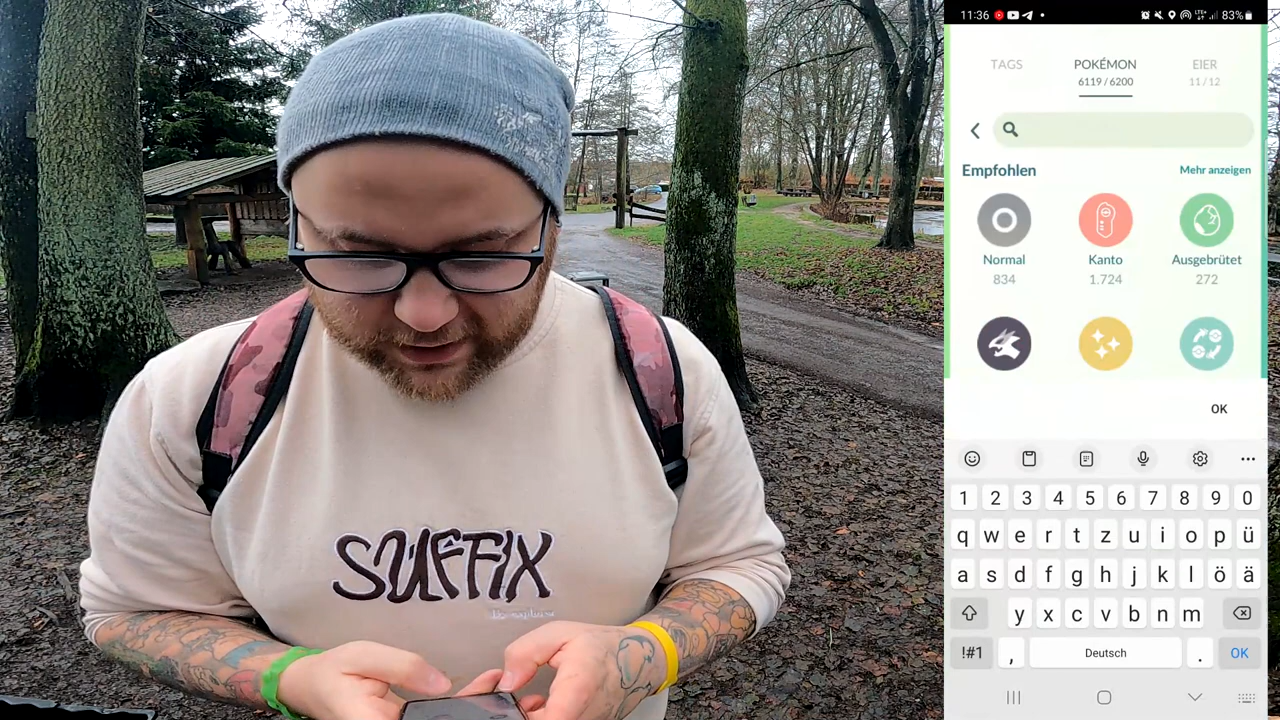 SUFFIX
11:36
LTE+
83%
TAGS
POKÉMON
EIER
6119 / 6200
11 / 12
Empfohlen
Mehr anzeigen
Normal
Kanto
Ausgebrütet
834
1.724
272
OK
1 2 3 4 5 6 7 8 9 0
q w e r t z u i o p ü
a s d f g h j k l ö ä
y x c v b n m
!#1 , Deutsch . OK